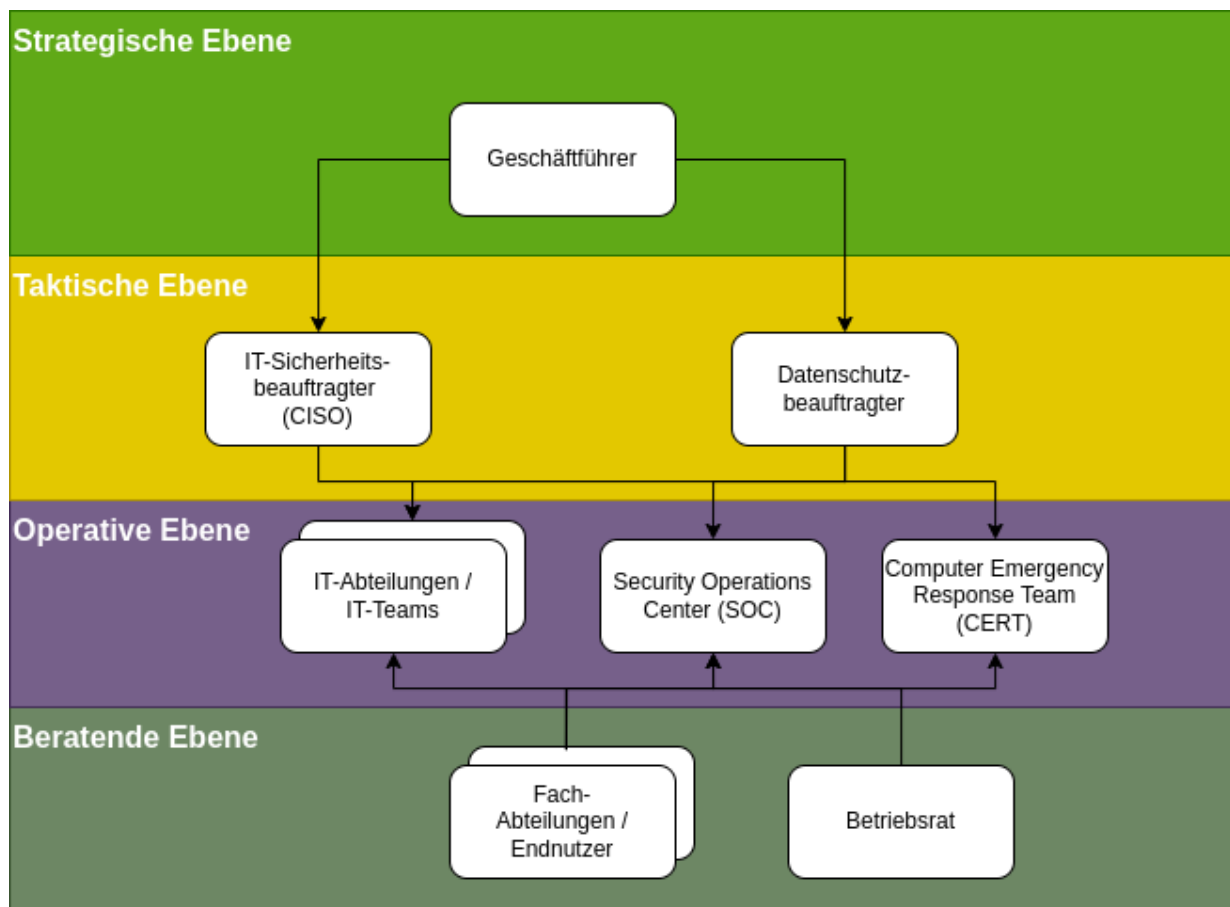 Strategische Ebene
Geschäftführer
Taktische Ebene
IT-Sicherheits-
beauftragter
(CISO)
Datenschutz-
beauftragter
Operative Ebene
IT-Abteilungen /
IT-Teams
Security Operations
Center (SOC)
Computer Emergency
Response Team
(CERT)
Beratende Ebene
Fach-
Abteilungen /
Endnutzer
Betriebsrat